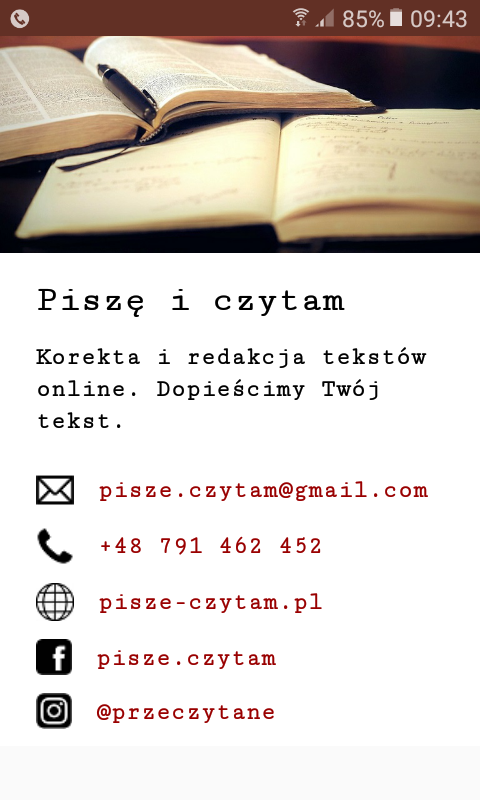 85% 09:43
Piszę i czytam
Korekta i redakcja tekstów
online. Dopieścimy Twój
tekst.
pisze.czytam@gmail.com
+48 791 462 452
pisze-czytam.pl
pisze.czytam
@przeczytane